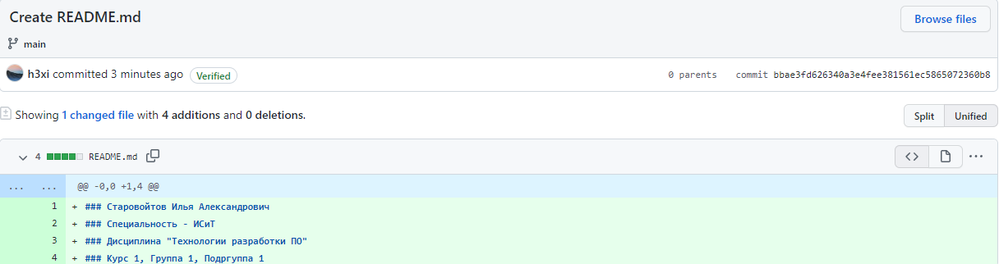 Create README.md
Browse files
main
h3xi committed 3 minutes ago Verified
0 parents commit bbae3fd626340a3e4fee381561ec5865072360b8
Showing 1 changed file with 4 additions and 0 deletions.
Split Unified
4 README.md
... ... @@ -0,0 +1,4 @@
1 + ### Старовойтов Илья Александрович
2 + ### Специальность - ИСиТ
3 + ### Дисциплина "Технологии разработки ПО"
4 + ### Курс 1, Группа 1, Подргуппа 1